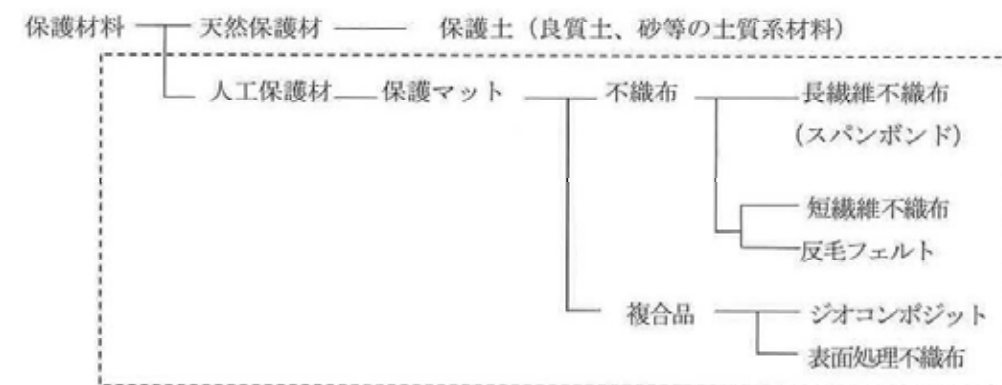 保護材料 天然保護材 保護土（良質土、砂等の土質系材料）
人工保護材 保護マット 不織布 長繊維不織布
（スパンボンド）
短繊維不織布
反毛フェルト
複合品 ジオコンポジット
表面処理不織布